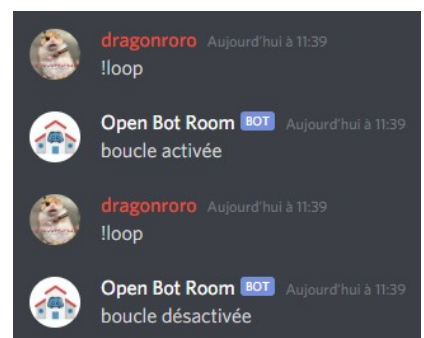 dragonroro Aujourd'hui à 11:39
!loop
Open Bot Room BOT Aujourd'hui à 11:39
boucle activée
dragonroro Aujourd'hui à 11:39
!loop
Open Bot Room BOT Aujourd'hui à 11:39
boucle désactivée